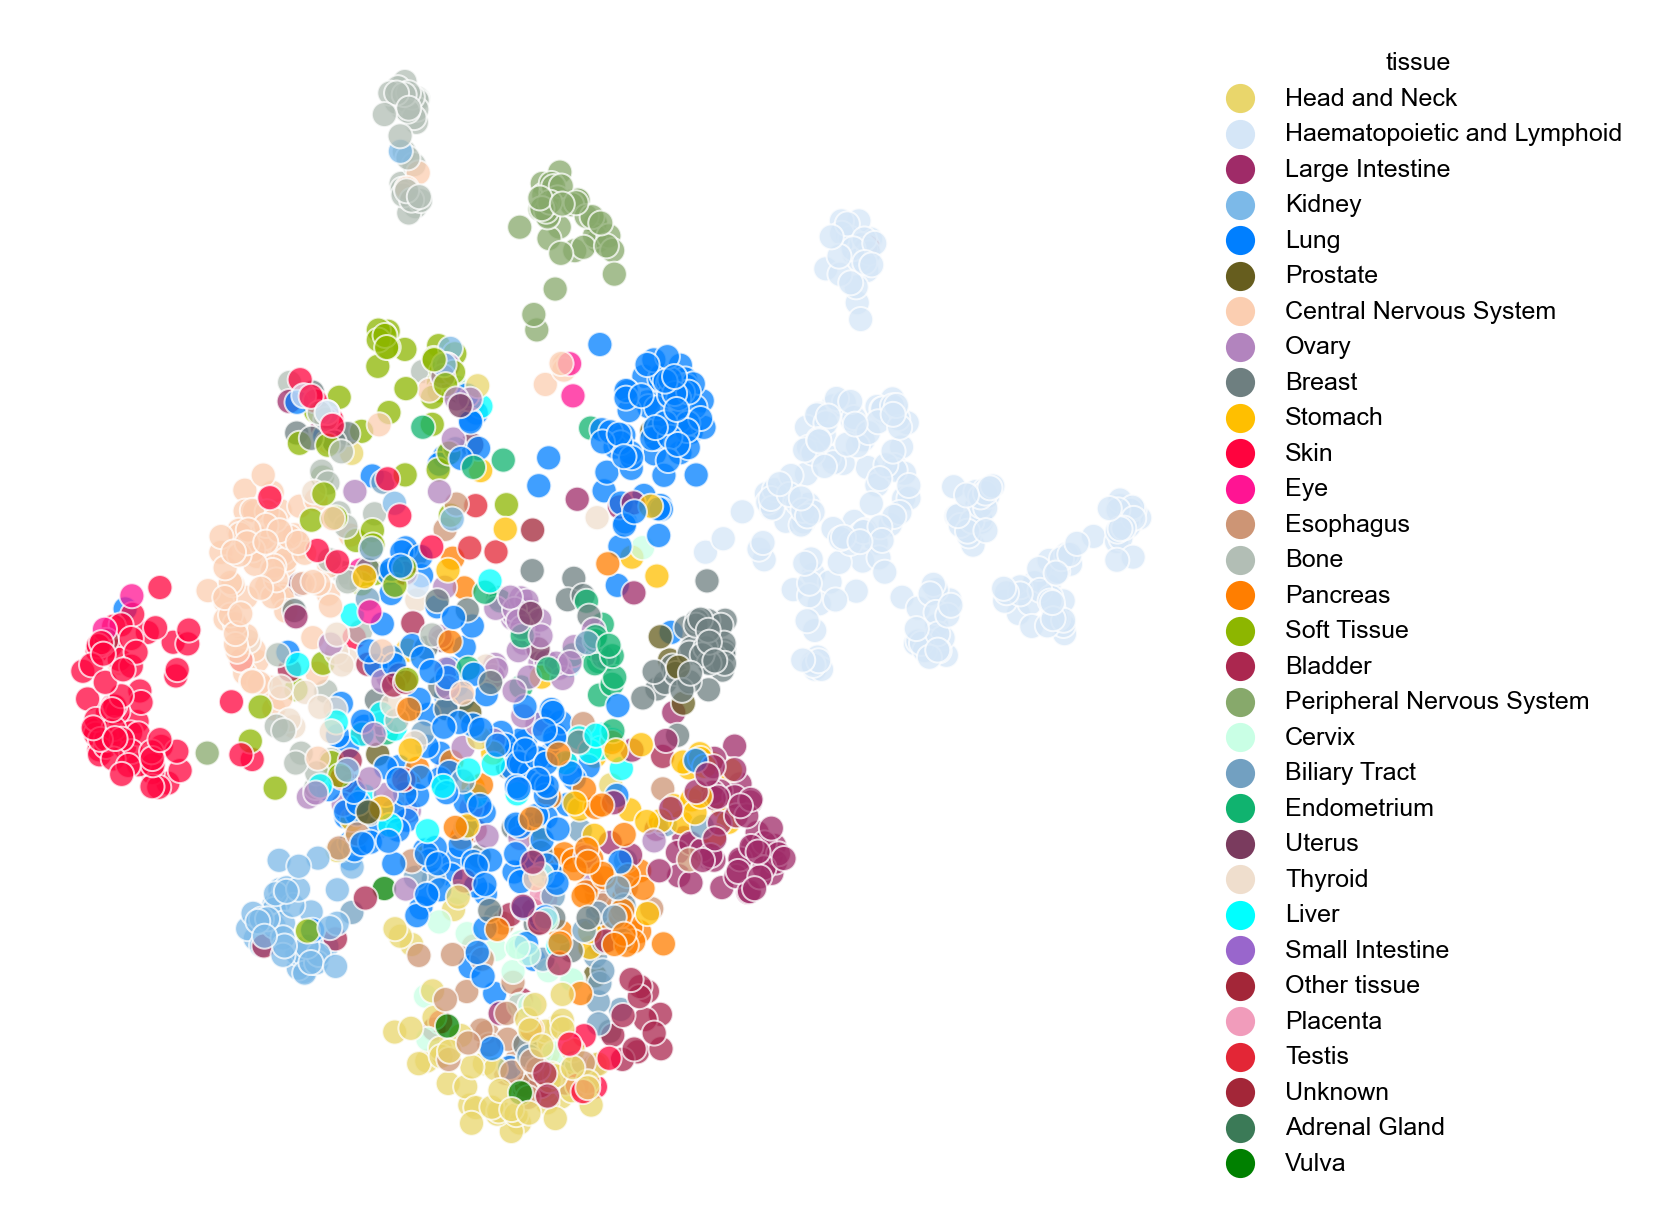 tissue
Head and Neck
Haematopoietic and Lymphoid
Large Intestine
Kidney
Lung
Prostate
Central Nervous System
Ovary
Breast
Stomach
Skin
Eye
Esophagus
Bone
Pancreas
Soft Tissue
Bladder
Peripheral Nervous System
Cervix
Biliary Tract
Endometrium
Uterus
Thyroid
Liver
Small Intestine
Other tissue
Placenta
Testis
Unknown
Adrenal Gland
Vulva